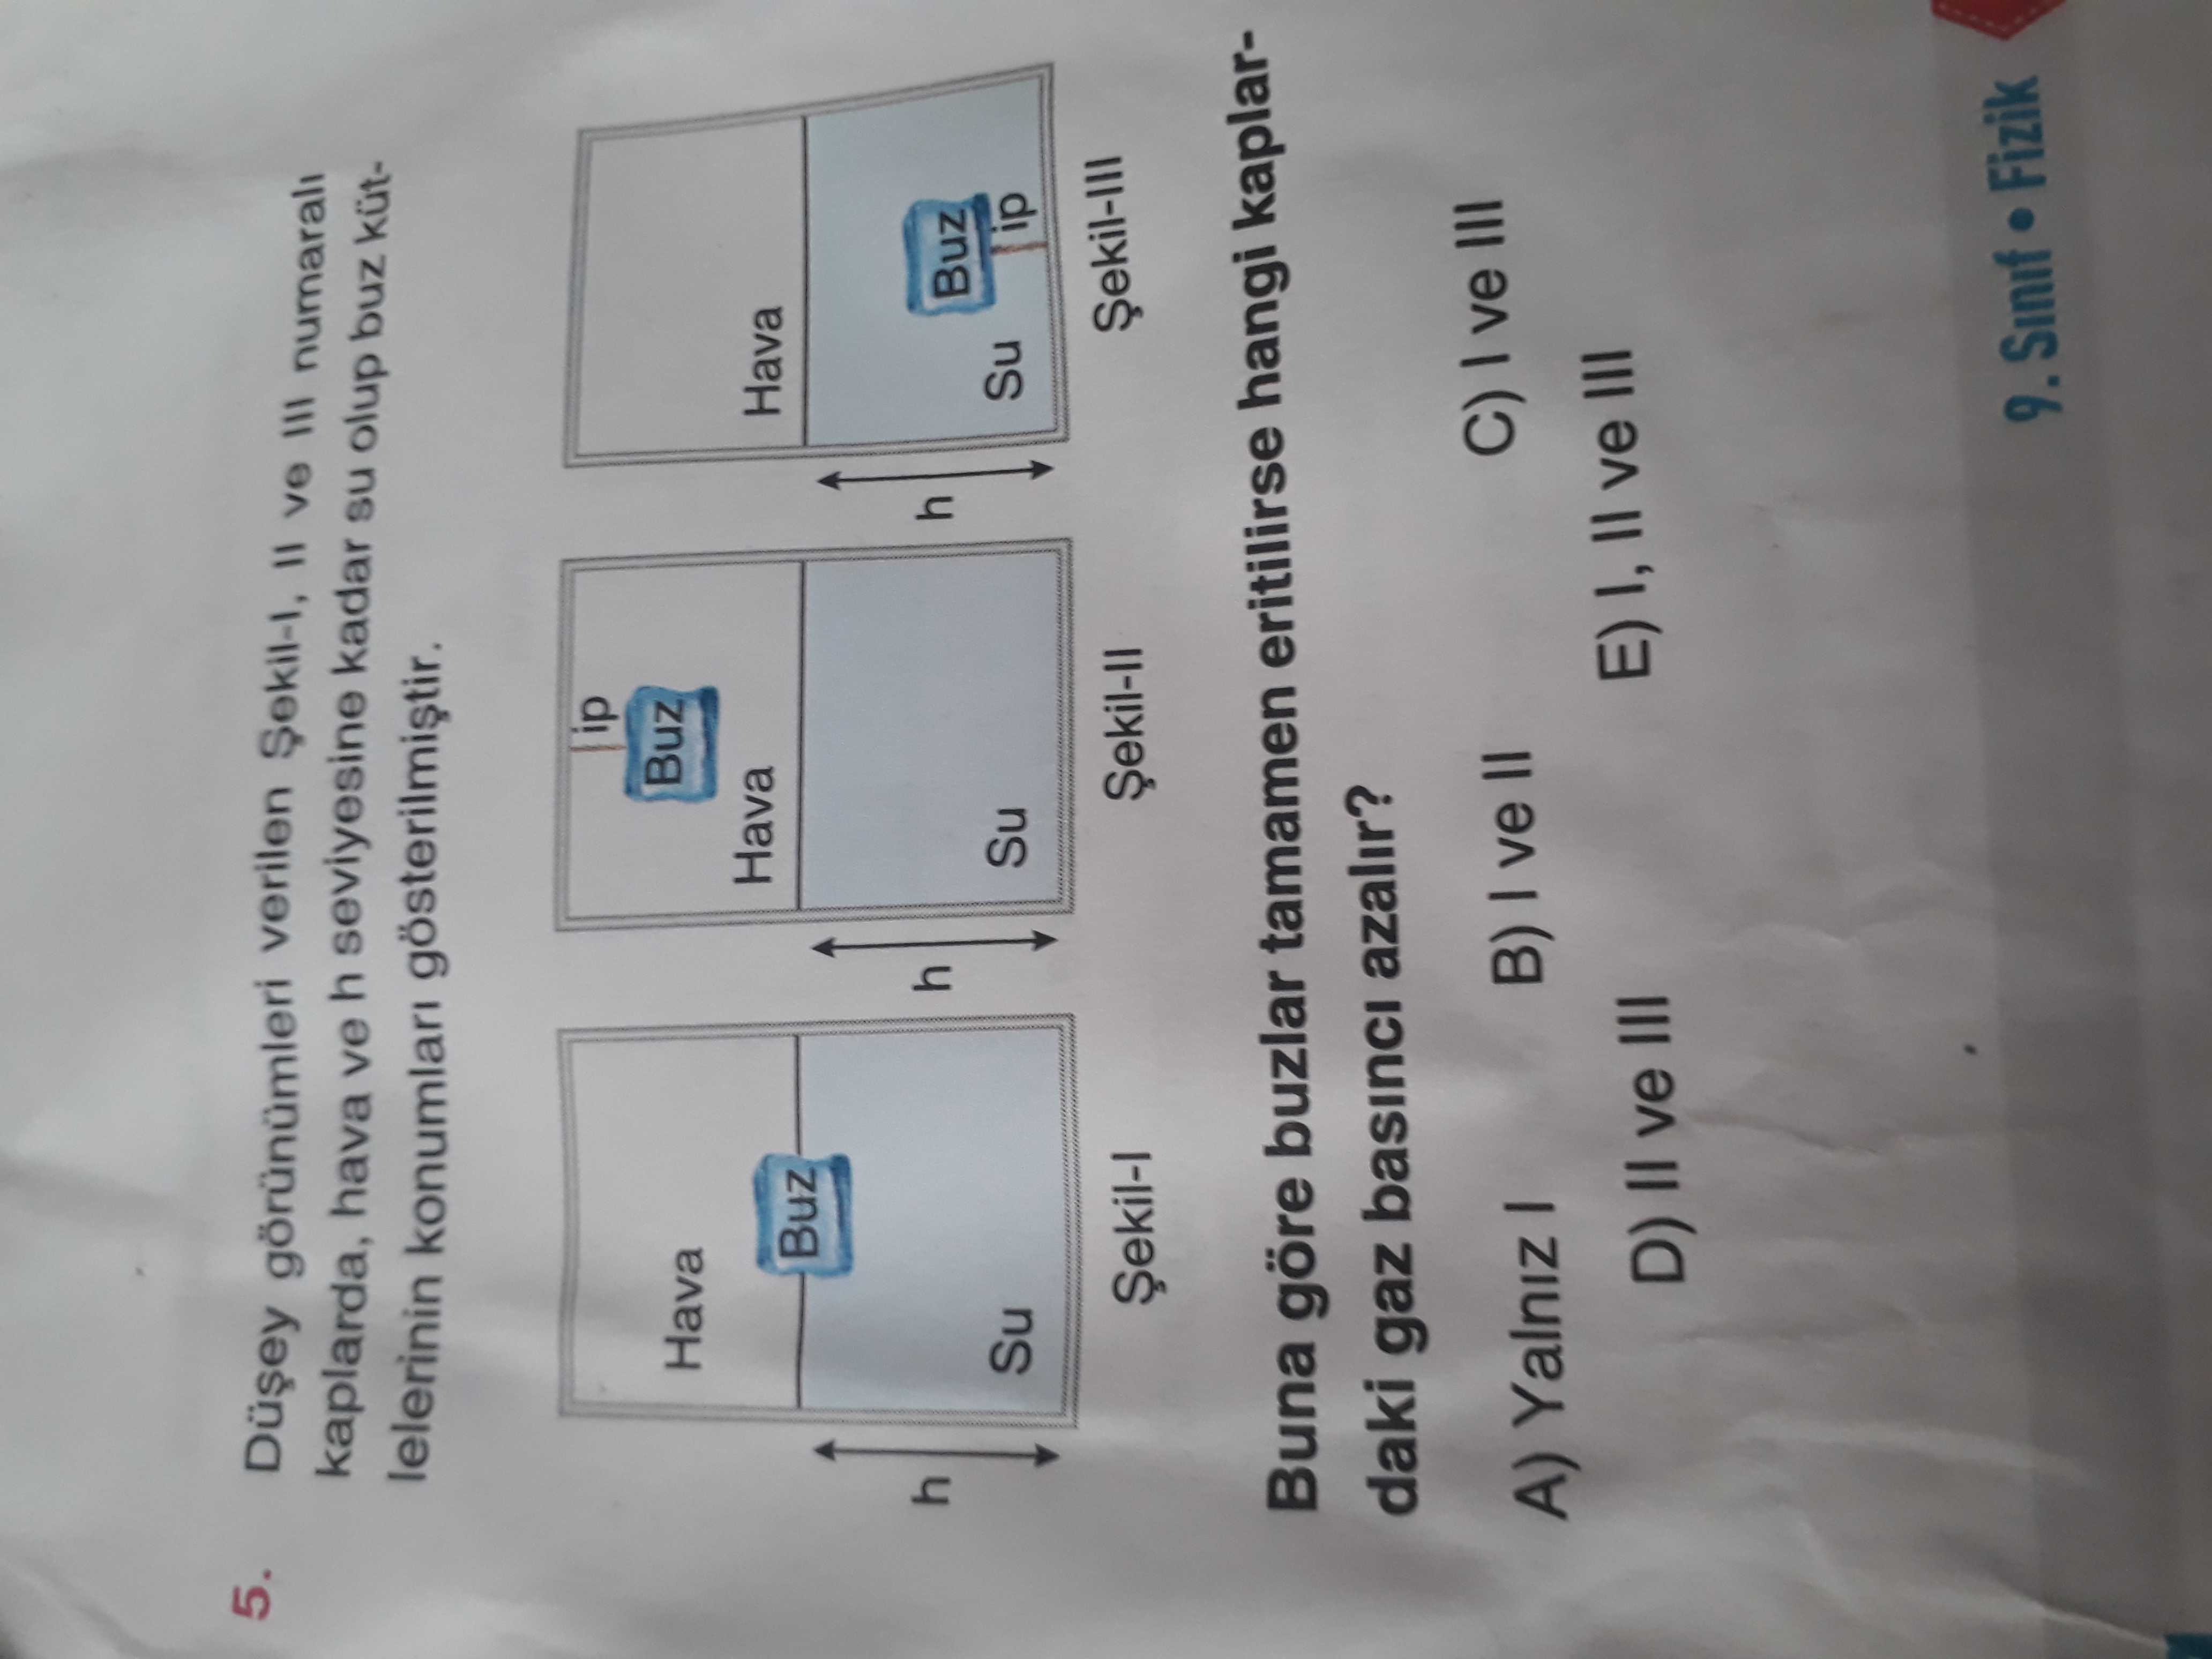 5. Düşey görünümleri verilen Şekil-I, II ve III numaralı
kaplarda, hava ve h seviyesine kadar su olup buz küt-
lelerinin konumları gösterilmiştir.
Hava
Buz
Su
h
Şekil-I
ip
Buz
Hava
Su
h
Şekil-II
Hava
Buz
ip
Su
h
Şekil-III
Buna göre buzlar tamamen eritilirse hangi kaplar-
daki gaz basıncı azalır?
A) Yalnız I B) I ve II C) I ve III
D) II ve III E) I, II ve III
9. Sınıf • Fizik